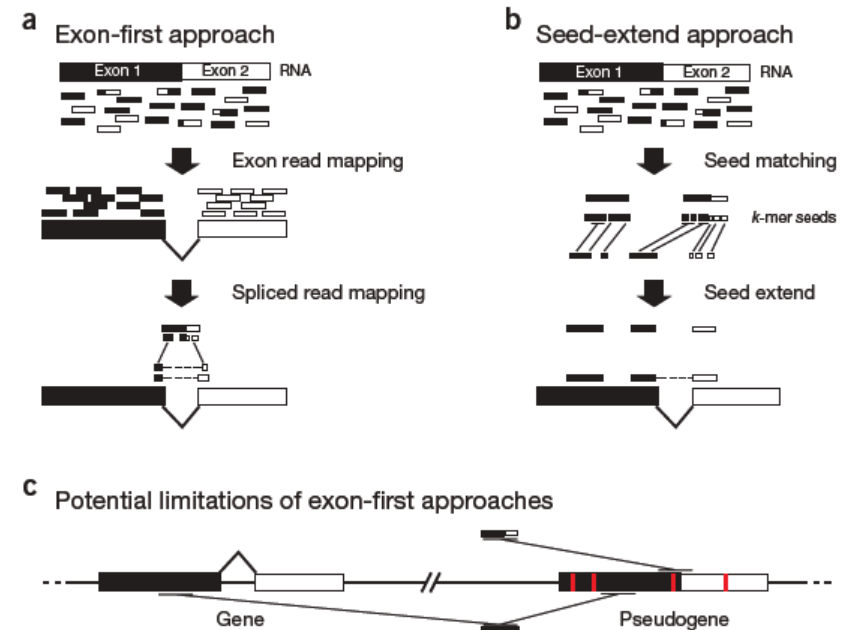 a
Exon-first approach
Exon 1
Exon 2
RNA
Exon read mapping
Spliced read mapping
b
Seed-extend approach
Exon 1
Exon 2
RNA
Seed matching
k-mer seeds
Seed extend
c
Potential limitations of exon-first approaches
Gene
Pseudogene